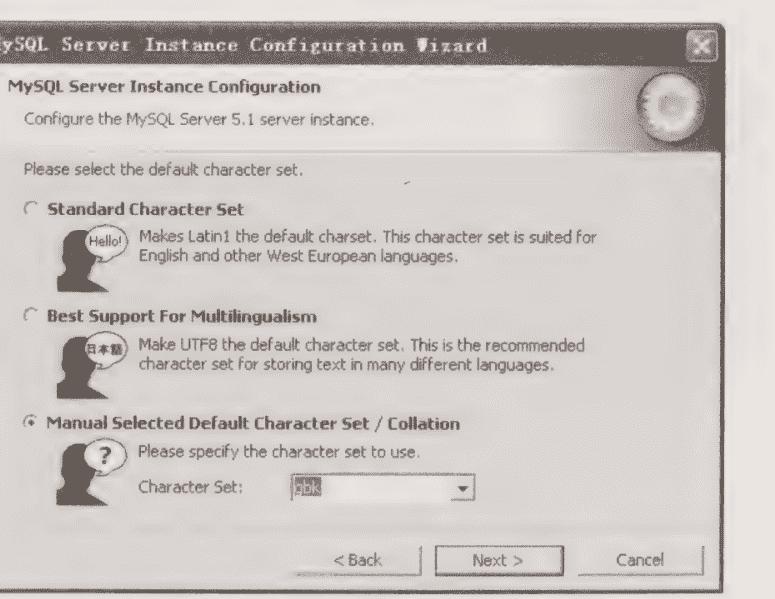 ySQL Server Instance Configuration Wizard
MySQL Server Instance Configuration
Configure the MySQL Server 5.1 server instance.
Please select the default character set.
Standard Character Set
Hello!
Makes Latin1 the default charset. This character set is suited for
English and other West European languages.
Best Support For Multilingualism
日本語
Make UTF8 the default character set. This is the recommended
character set for storing text in many different languages.
Manual Selected Default Character Set / Collation
?
Please specify the character set to use.
Character Set:
gbk
< Back
Next >
Cancel